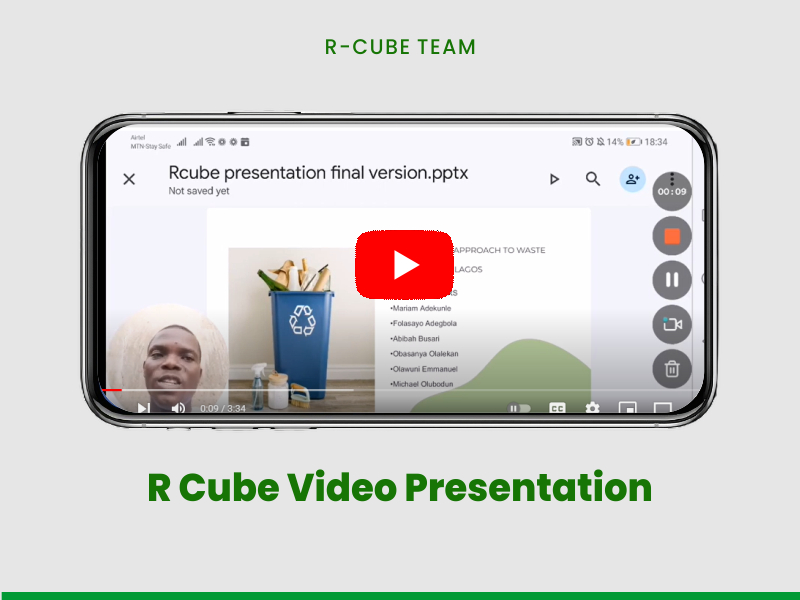 R-CUBE TEAM
Airtel
MTN-Stay Safe
14% 18:34
Rcube presentation final version.pptx
Not saved yet
00:09
APPROACH TO WASTE
LAGOS
•Mariam Adekunle
•Folasayo Adegbola
•Abibah Busari
•Obasanya Olalekan
•Olawuni Emmanuel
•Michael Olubodun
0:09 / 3:34
CC
R Cube Video Presentation